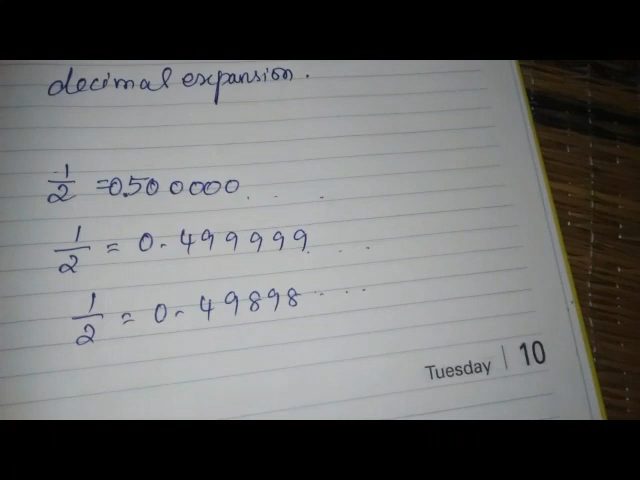 decimal expansion.
1/2 =0.500000. . .
1/2 = 0.499999. . .
1/2 = 0.49898. . .
Tuesday | 10